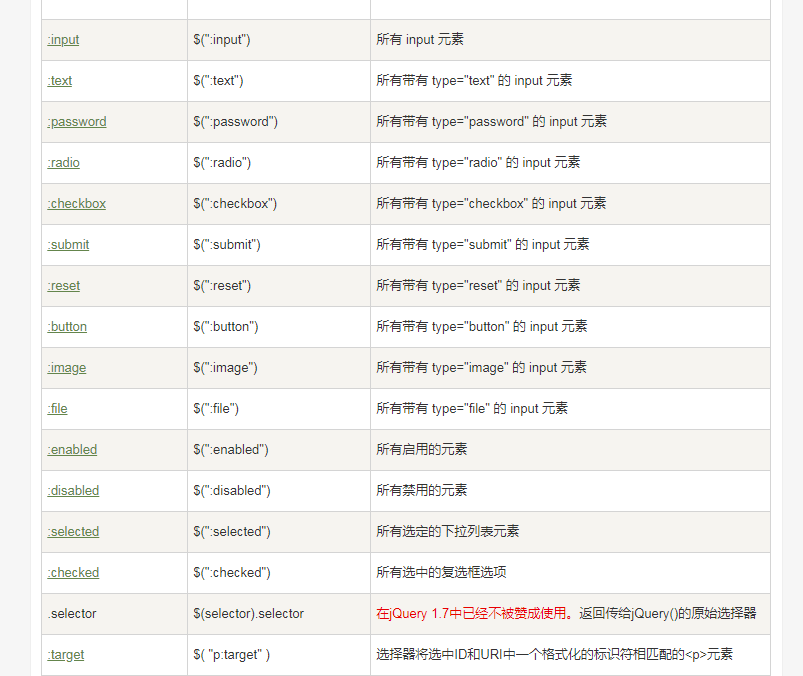 :input $(":input") 所有 input 元素
:text $(":text") 所有带有 type="text" 的 input 元素
:password $(":password") 所有带有 type="password" 的 input 元素
:radio $(":radio") 所有带有 type="radio" 的 input 元素
:checkbox $(":checkbox") 所有带有 type="checkbox" 的 input 元素
:submit $(":submit") 所有带有 type="submit" 的 input 元素
:reset $(":reset") 所有带有 type="reset" 的 input 元素
:button $(":button") 所有带有 type="button" 的 input 元素
:image $(":image") 所有带有 type="image" 的 input 元素
:file $(":file") 所有带有 type="file" 的 input 元素
:enabled $(":enabled") 所有启用的元素
:disabled $(":disabled") 所有禁用的元素
:selected $(":selected") 所有选定的下拉列表元素
:checked $(":checked") 所有选中的复选框选项
.selector $(selector).selector 在jQuery 1.7中已经不被赞成使用。返回传给jQuery()的原始选择器
:target $( "p:target" ) 选择器将选中ID和URI中一个格式化的标识符相匹配的<p>元素